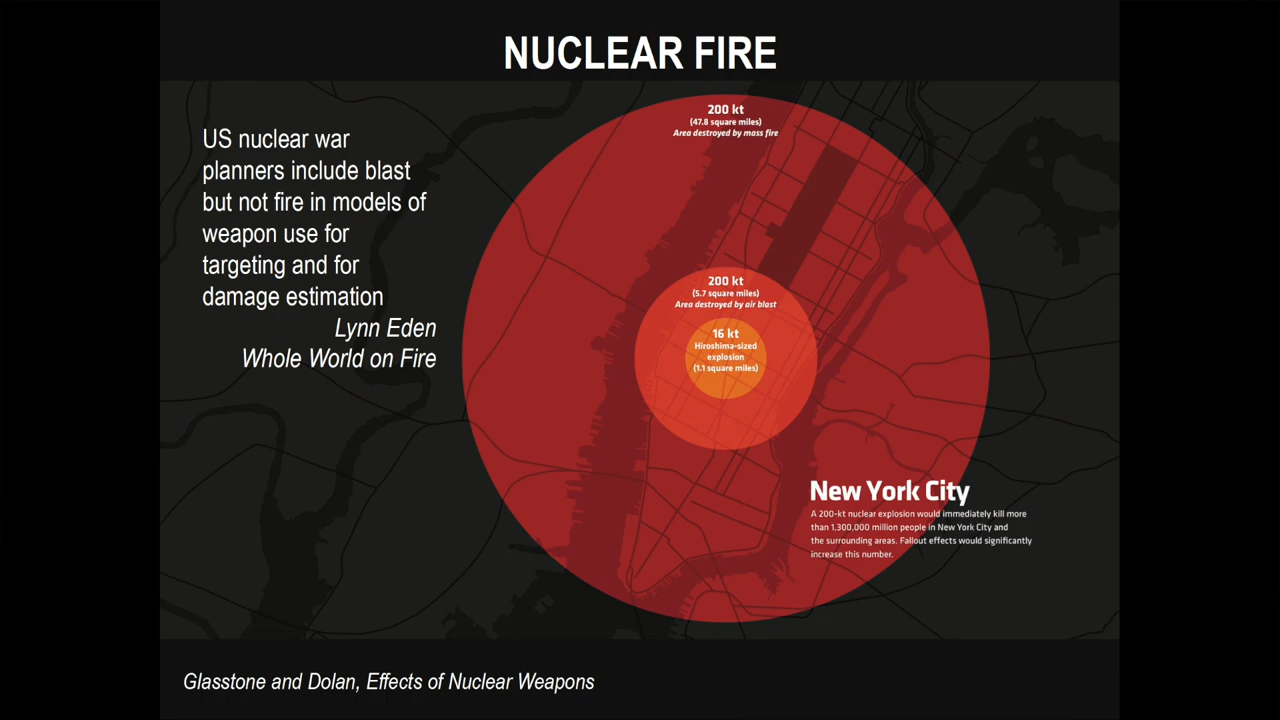 NUCLEAR FIRE
US nuclear war
planners include blast
but not fire in models of
weapon use for
targeting and for
damage estimation
Lynn Eden
Whole World on Fire
200 kt
(47.8 square miles)
Area destroyed by mass fire
200 kt
(5.7 square miles)
Area destroyed by air blast
16 kt
Hiroshima-sized
explosion
(1.1 square miles)
New York City
A 200-kt nuclear explosion would immediately kill more
than 1,300,000 million people in New York City and
the surrounding areas. Fallout effects would significantly
increase this number.
Glasstone and Dolan, Effects of Nuclear Weapons